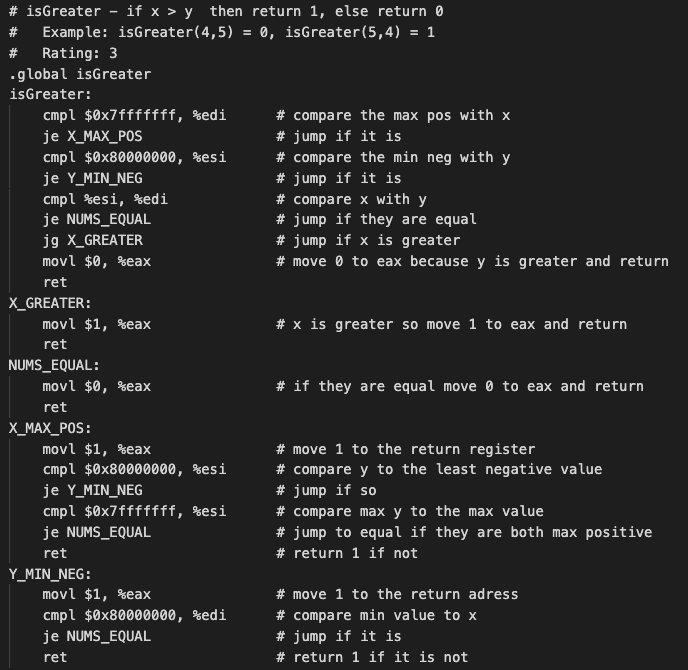 # isGreater - if x > y  then return 1, else return 0
#   Example: isGreater(4,5) = 0, isGreater(5,4) = 1
#   Rating: 3
.global isGreater
isGreater:
    cmpl $0x7fffffff, %edi      # compare the max pos with x
    je X_MAX_POS                # jump if it is
    cmpl $0x80000000, %esi      # compare the min neg with y
    je Y_MIN_NEG                # jump if it is
    cmpl %esi, %edi             # compare x with y
    je NUMS_EQUAL               # jump if they are equal
    jg X_GREATER                # jump if x is greater
    movl $0, %eax               # move 0 to eax because y is greater and return
    ret
X_GREATER:
    movl $1, %eax               # x is greater so move 1 to eax and return
    ret
NUMS_EQUAL:
    movl $0, %eax               # if they are equal move 0 to eax and return
    ret
X_MAX_POS:
    movl $1, %eax               # move 1 to the return register
    cmpl $0x80000000, %esi      # compare y to the least negative value
    je Y_MIN_NEG                # jump if so
    cmpl $0x7fffffff, %esi      # compare max y to the max value
    je NUMS_EQUAL               # jump to equal if they are both max positive
    ret                         # return 1 if not
Y_MIN_NEG:
    movl $1, %eax               # move 1 to the return adress
    cmpl $0x80000000, %edi      # compare min value to x
    je NUMS_EQUAL               # jump if it is
    ret                         # return 1 if it is not